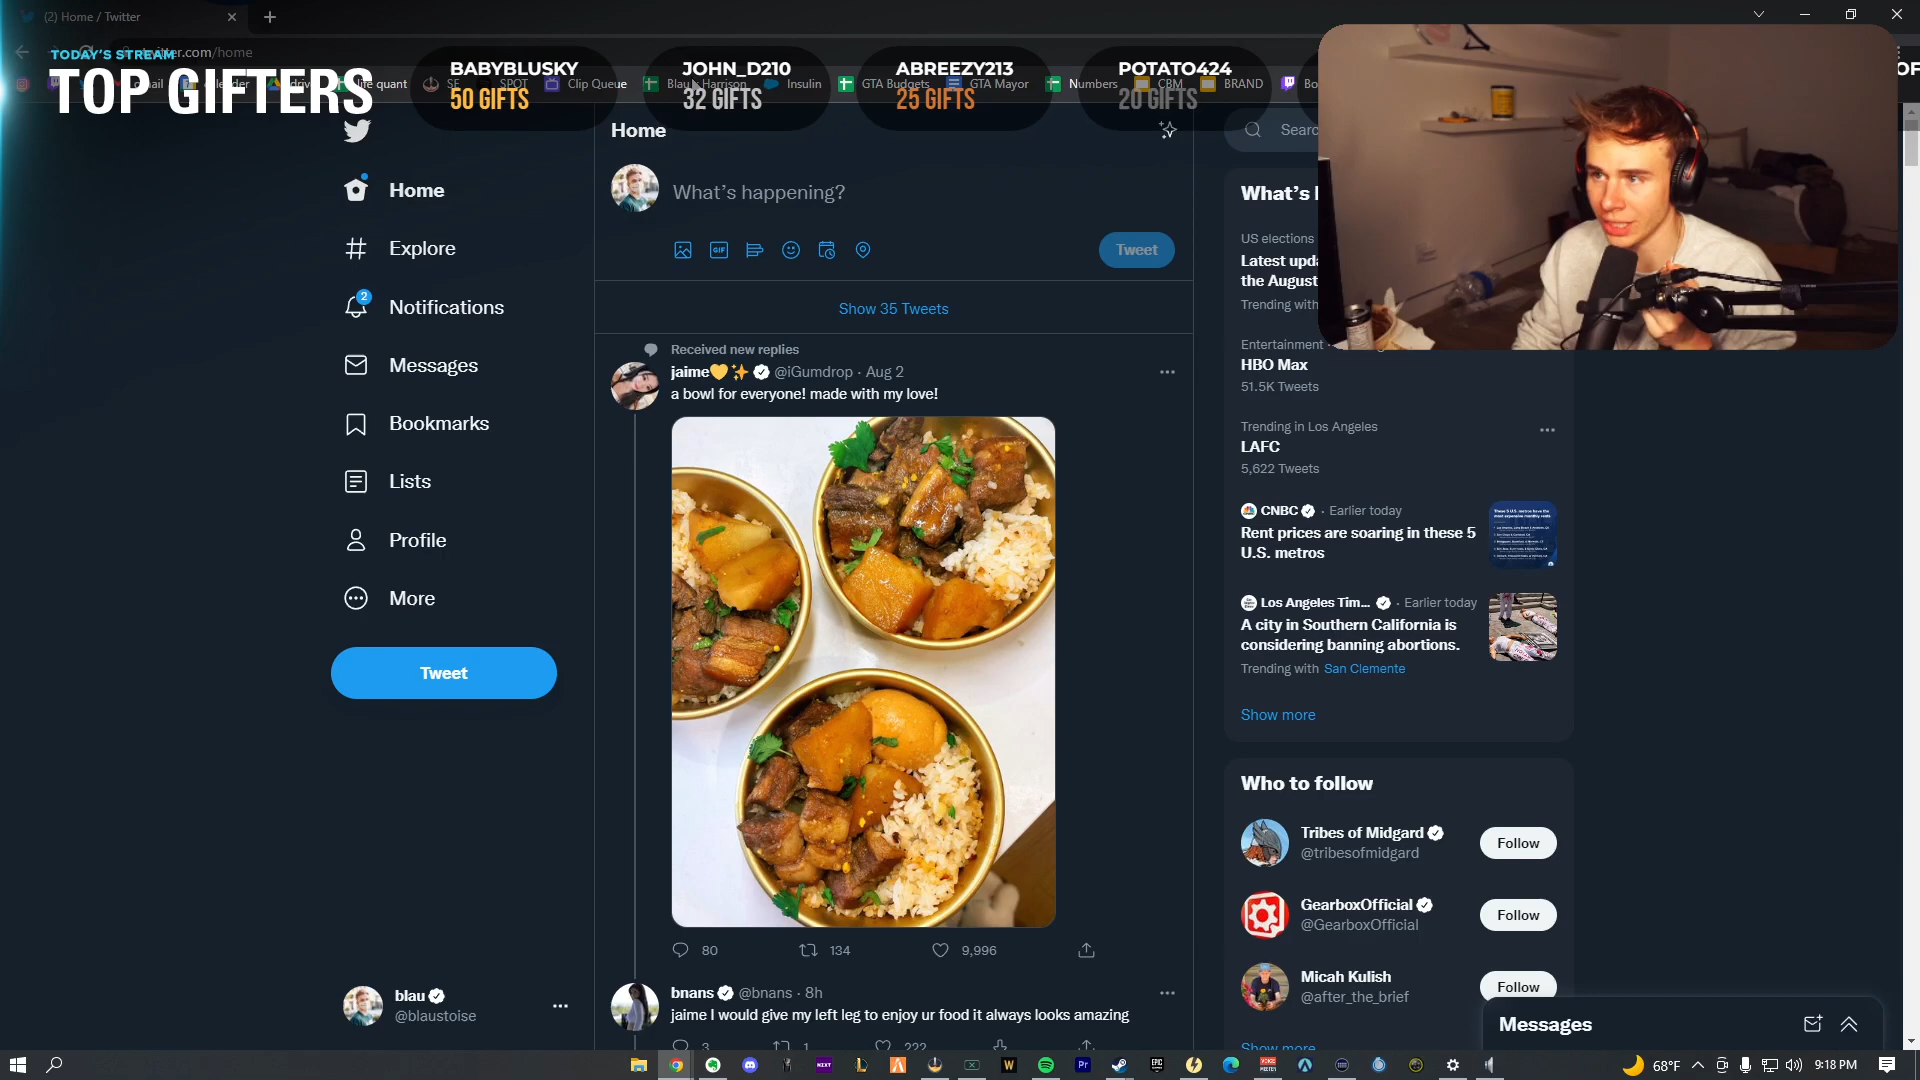 (2) Home / Twitter
TODAY'S STREAM
TOP GIFTERS
twitter.com/home
BABYBLUSKY
50 GIFTS
JOHN_D210
32 GIFTS
ABREEZY213
25 GIFTS
POTATO424
20 GIFTS
life quant
SPOT
Clip Queue
Blau Harrison
Insulin
GTA Budgets
GTA Mayor
Numbers
CBM
BRAND
Home
Explore
2
Notifications
Messages
Bookmarks
Lists
Profile
More
Tweet
blau
@blaustoise
Home
What's happening?
GIF
Tweet
Show 35 Tweets
Received new replies
jaime💛✨ @iGumdrop · Aug 2
a bowl for everyone! made with my love!
80 134 9,996
bnans @bnans · 8h
jaime I would give my left leg to enjoy ur food it always looks amazing
3 1 222
US elections
the August
Trending with
Entertainment ·
HBO Max
51.5K Tweets
Trending in Los Angeles
LAFC
5,622 Tweets
CNBC · Earlier today
Rent prices are soaring in these 5
U.S. metros
Los Angeles Tim... · Earlier today
A city in Southern California is
considering banning abortions.
Trending with San Clemente
Show more
Who to follow
Tribes of Midgard
@tribesofmidgard
Follow
GearboxOfficial
@GearboxOfficial
Follow
Micah Kulish
@after_the_brief
Follow
Show more
Messages
68°F
9:18 PM